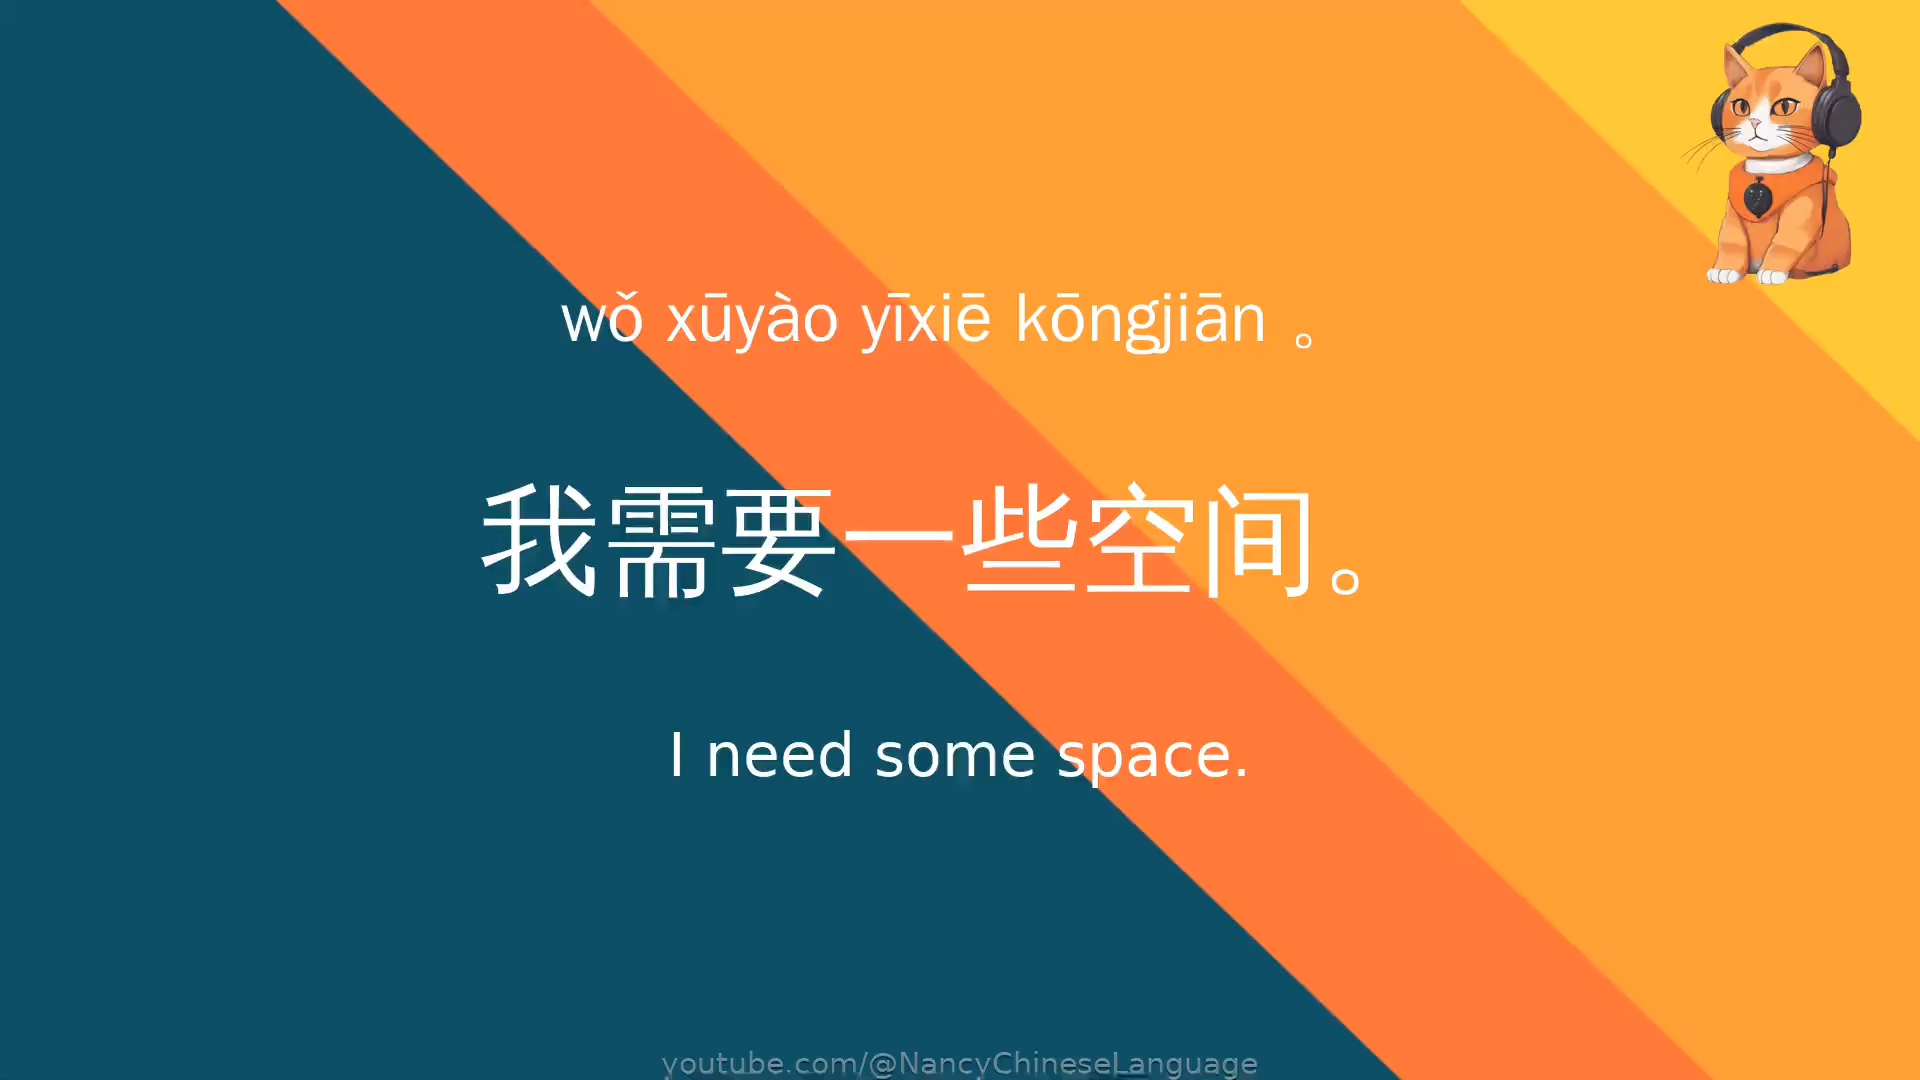 wǒ xūyào yīxiē kōngjiān 。
我需要一些空间。
I need some space.
youtube.com/@NancyChineseLanguage